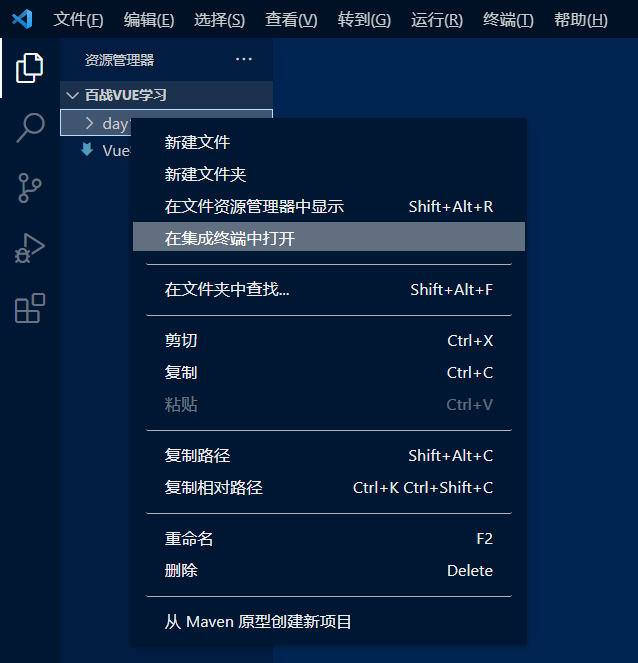 文件(F) 编辑(E) 选择(S) 查看(V) 转到(G) 运行(R) 终端(T) 帮助(H)
资源管理器 ···
百战VUE学习
day
Vue
新建文件
新建文件夹
在文件资源管理器中显示 Shift+Alt+R
在集成终端中打开
在文件夹中查找... Shift+Alt+F
剪切 Ctrl+X
复制 Ctrl+C
粘贴 Ctrl+V
复制路径 Shift+Alt+C
复制相对路径 Ctrl+K Ctrl+Shift+C
重命名 F2
删除 Delete
从 Maven 原型创建新项目